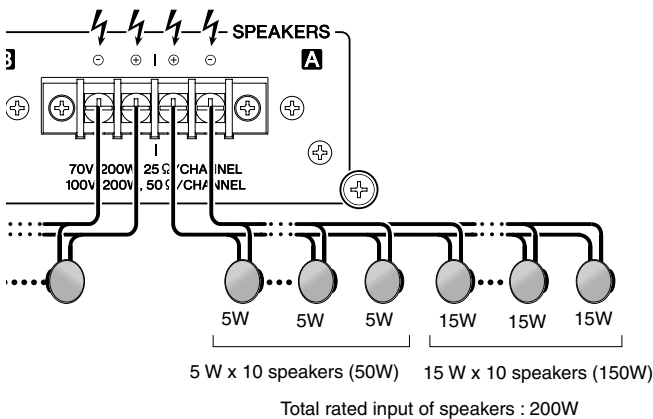 SPEAKERS
B
⊖ ⊕ I ⊕ ⊖
A
I
70V 200W, 25 Ω/CHANNEL
100V 200W, 50 Ω/CHANNEL
5W 5W 5W 15W 15W 15W
5 W x 10 speakers (50W) 15 W x 10 speakers (150W)
Total rated input of speakers : 200W